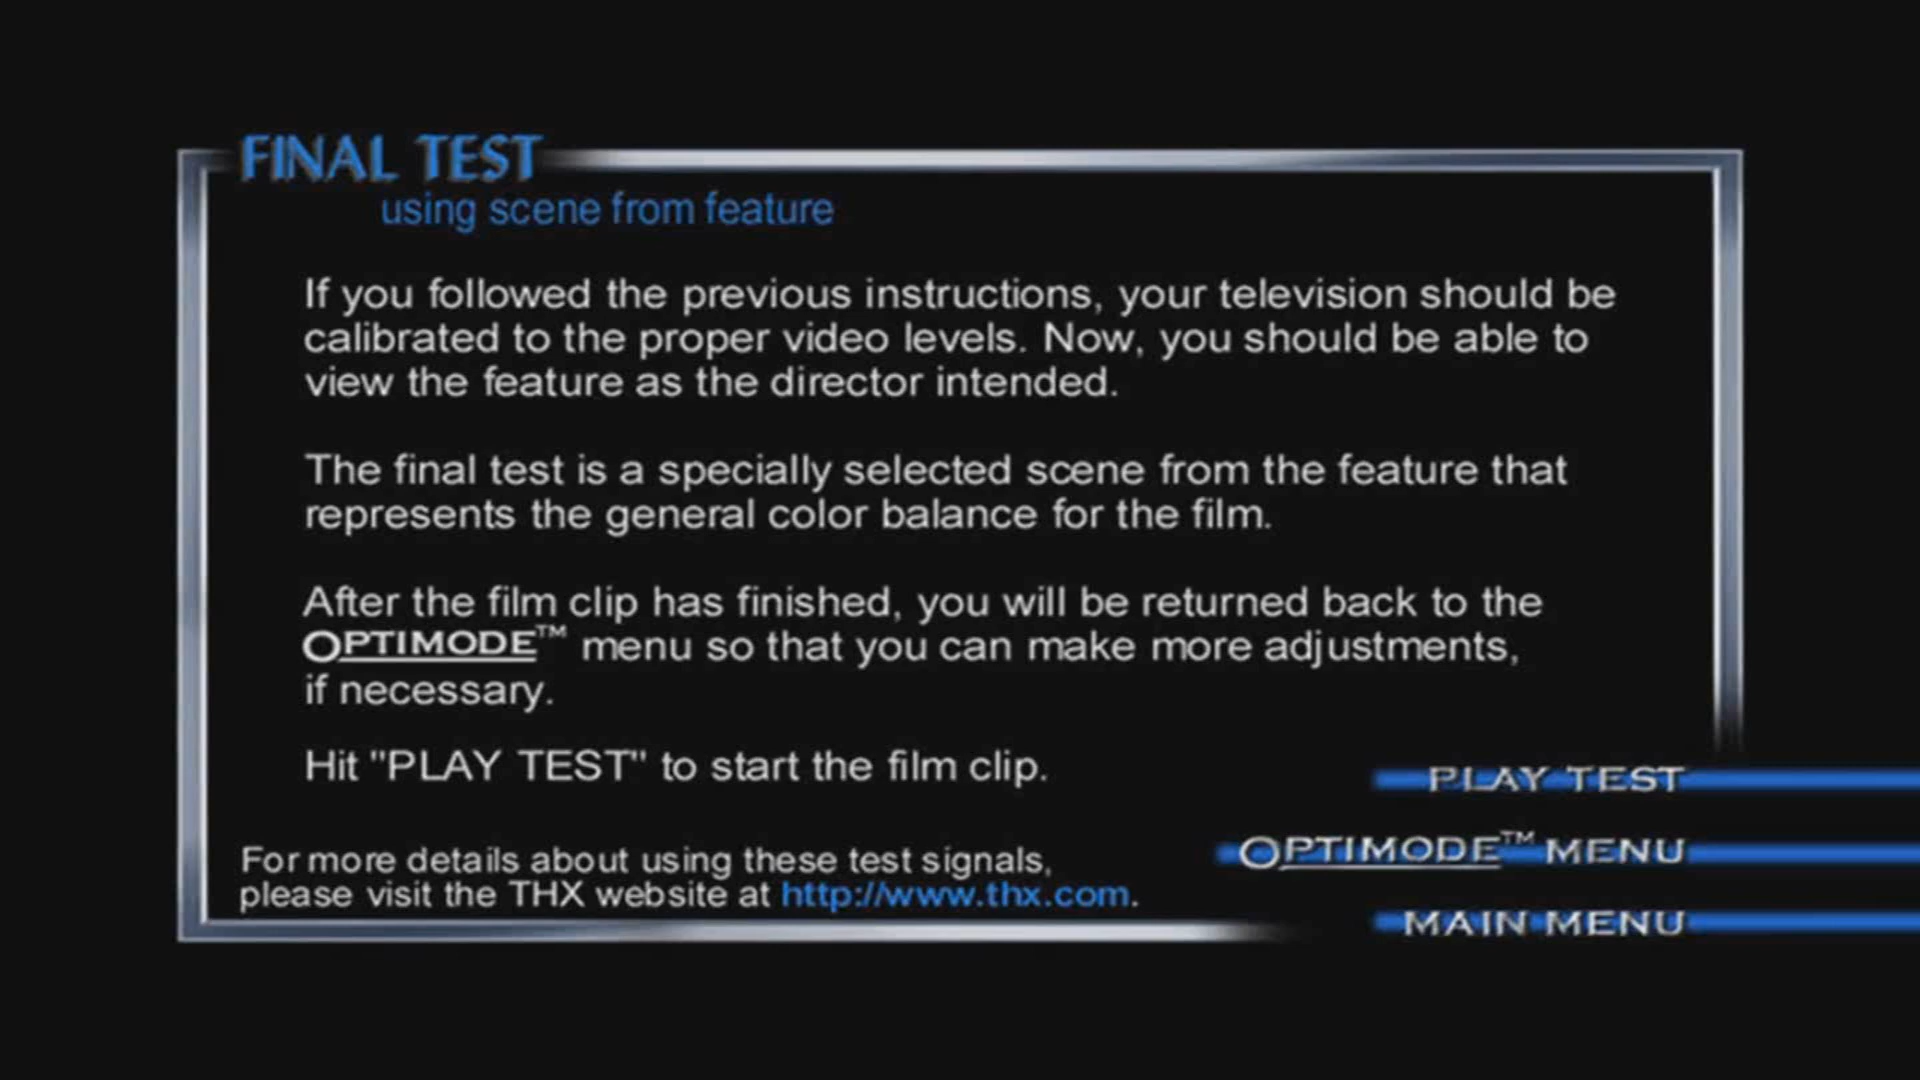 FINAL TEST
using scene from feature
If you followed the previous instructions, your television should be
calibrated to the proper video levels. Now, you should be able to
view the feature as the director intended.
The final test is a specially selected scene from the feature that
represents the general color balance for the film.
After the film clip has finished, you will be returned back to the
OPTIMODE™ menu so that you can make more adjustments,
if necessary.
Hit "PLAY TEST" to start the film clip.
For more details about using these test signals,
please visit the THX website at http://www.thx.com.
PLAY TEST
OPTIMODE™ MENU
MAIN MENU